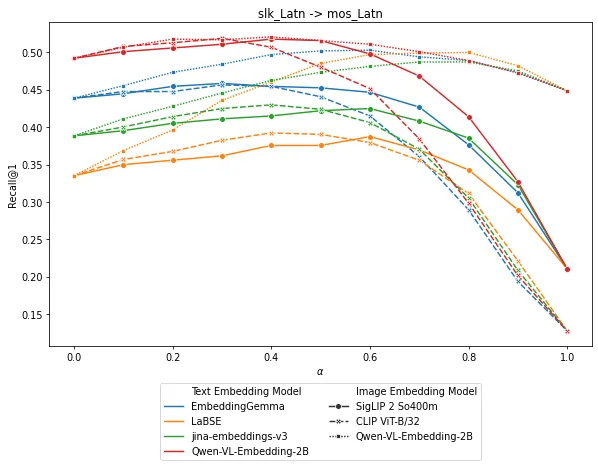 slk_Latn -> mos_Latn
Recall@1
0.50
0.45
0.40
0.35
0.30
0.25
0.20
0.15
0.0 0.2 0.4 0.6 0.8 1.0
α
Text Embedding Model Image Embedding Model
EmbeddingGemma SigLIP 2 So400m
LaBSE CLIP ViT-B/32
jina-embeddings-v3 Qwen-VL-Embedding-2B
Qwen-VL-Embedding-2B